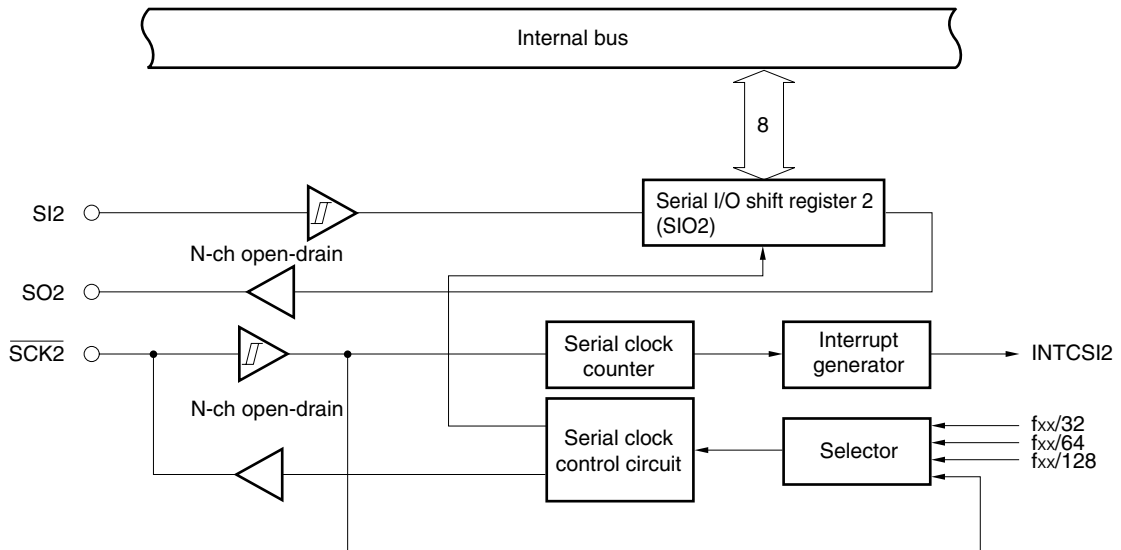 Internal bus
8
SI2
Serial I/O shift register 2
(SIO2)
N-ch open-drain
SO2
SCK2
Serial clock
counter
Interrupt
generator
INTCSI2
N-ch open-drain
Serial clock
control circuit
Selector
fxx/32
fxx/64
fxx/128